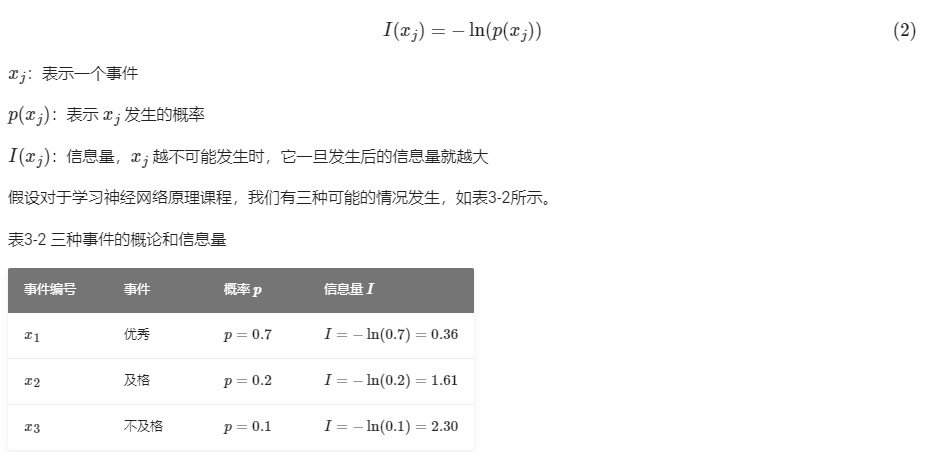 I(x_j) = − ln(p(x_j)) (2)
x_j：表示一个事件
p(x_j)：表示 x_j 发生的概率
I(x_j)：信息量，x_j 越不可能发生时，它一旦发生后的信息量就越大
假设对于学习神经网络原理课程，我们有三种可能的情况发生，如表3-2所示。
表3-2 三种事件的概论和信息量
事件编号 事件 概率 p 信息量 I
x_1 优秀 p = 0.7 I = − ln(0.7) = 0.36
x_2 及格 p = 0.2 I = − ln(0.2) = 1.61
x_3 不及格 p = 0.1 I = − ln(0.1) = 2.30